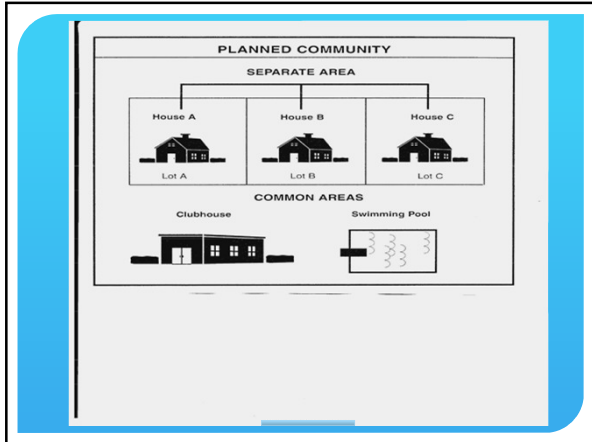 PLANNED COMMUNITY
SEPARATE AREA
House A House B House C
Lot A Lot B Lot C
COMMON AREAS
Clubhouse Swimming Pool